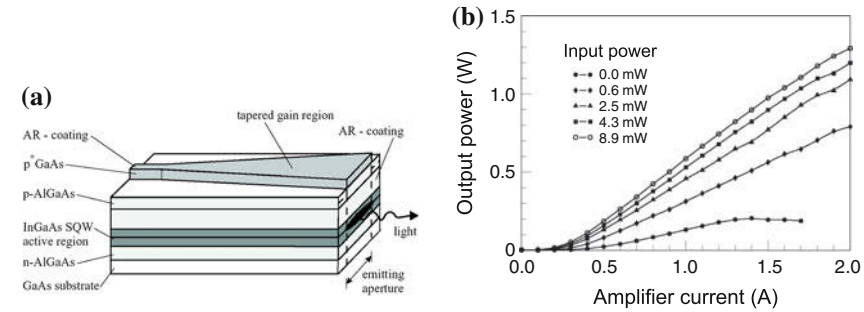 (a)
tapered gain region
AR - coating
AR - coating
p⁺GaAs
p-AlGaAs
InGaAs SQW
active region
n-AlGaAs
GaAs substrate
light
emitting
aperture
(b)
Output power (W)
1.5
1.0
0.5
0
Input power
0.0 mW
0.6 mW
2.5 mW
4.3 mW
8.9 mW
0.0
0.5
1.0
1.5
2.0
Amplifier current (A)